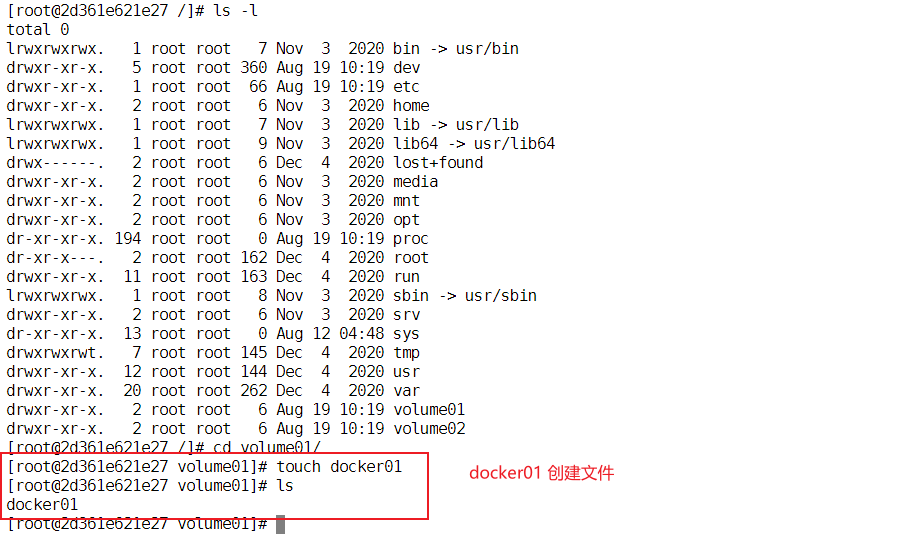 [root@2d361e621e27 /]# ls -l
total 0
lrwxrwxrwx.   1 root root   7 Nov  3  2020 bin -> usr/bin
drwxr-xr-x.   5 root root 360 Aug 19 10:19 dev
drwxr-xr-x.   1 root root  66 Aug 19 10:19 etc
drwxr-xr-x.   2 root root   6 Nov  3  2020 home
lrwxrwxrwx.   1 root root   7 Nov  3  2020 lib -> usr/lib
lrwxrwxrwx.   1 root root   9 Nov  3  2020 lib64 -> usr/lib64
drwx------.   2 root root   6 Dec  4  2020 lost+found
drwxr-xr-x.   2 root root   6 Nov  3  2020 media
drwxr-xr-x.   2 root root   6 Nov  3  2020 mnt
drwxr-xr-x.   2 root root   6 Nov  3  2020 opt
dr-xr-xr-x. 194 root root   0 Aug 19 10:19 proc
dr-xr-x---.   2 root root 162 Dec  4  2020 root
drwxr-xr-x.  11 root root 163 Dec  4  2020 run
lrwxrwxrwx.   1 root root   8 Nov  3  2020 sbin -> usr/sbin
drwxr-xr-x.   2 root root   6 Nov  3  2020 srv
dr-xr-xr-x.  13 root root   0 Aug 12 04:48 sys
drwxrwxrwt.   7 root root 145 Dec  4  2020 tmp
drwxr-xr-x.  12 root root 144 Dec  4  2020 usr
drwxr-xr-x.  20 root root 262 Dec  4  2020 var
drwxr-xr-x.   2 root root   6 Aug 19 10:19 volume01
drwxr-xr-x.   2 root root   6 Aug 19 10:19 volume02
[root@2d361e621e27 /]# cd volume01/
[root@2d361e621e27 volume01]# touch docker01
docker01 创建文件
[root@2d361e621e27 volume01]# ls
docker01
[root@2d361e621e27 volume01]#